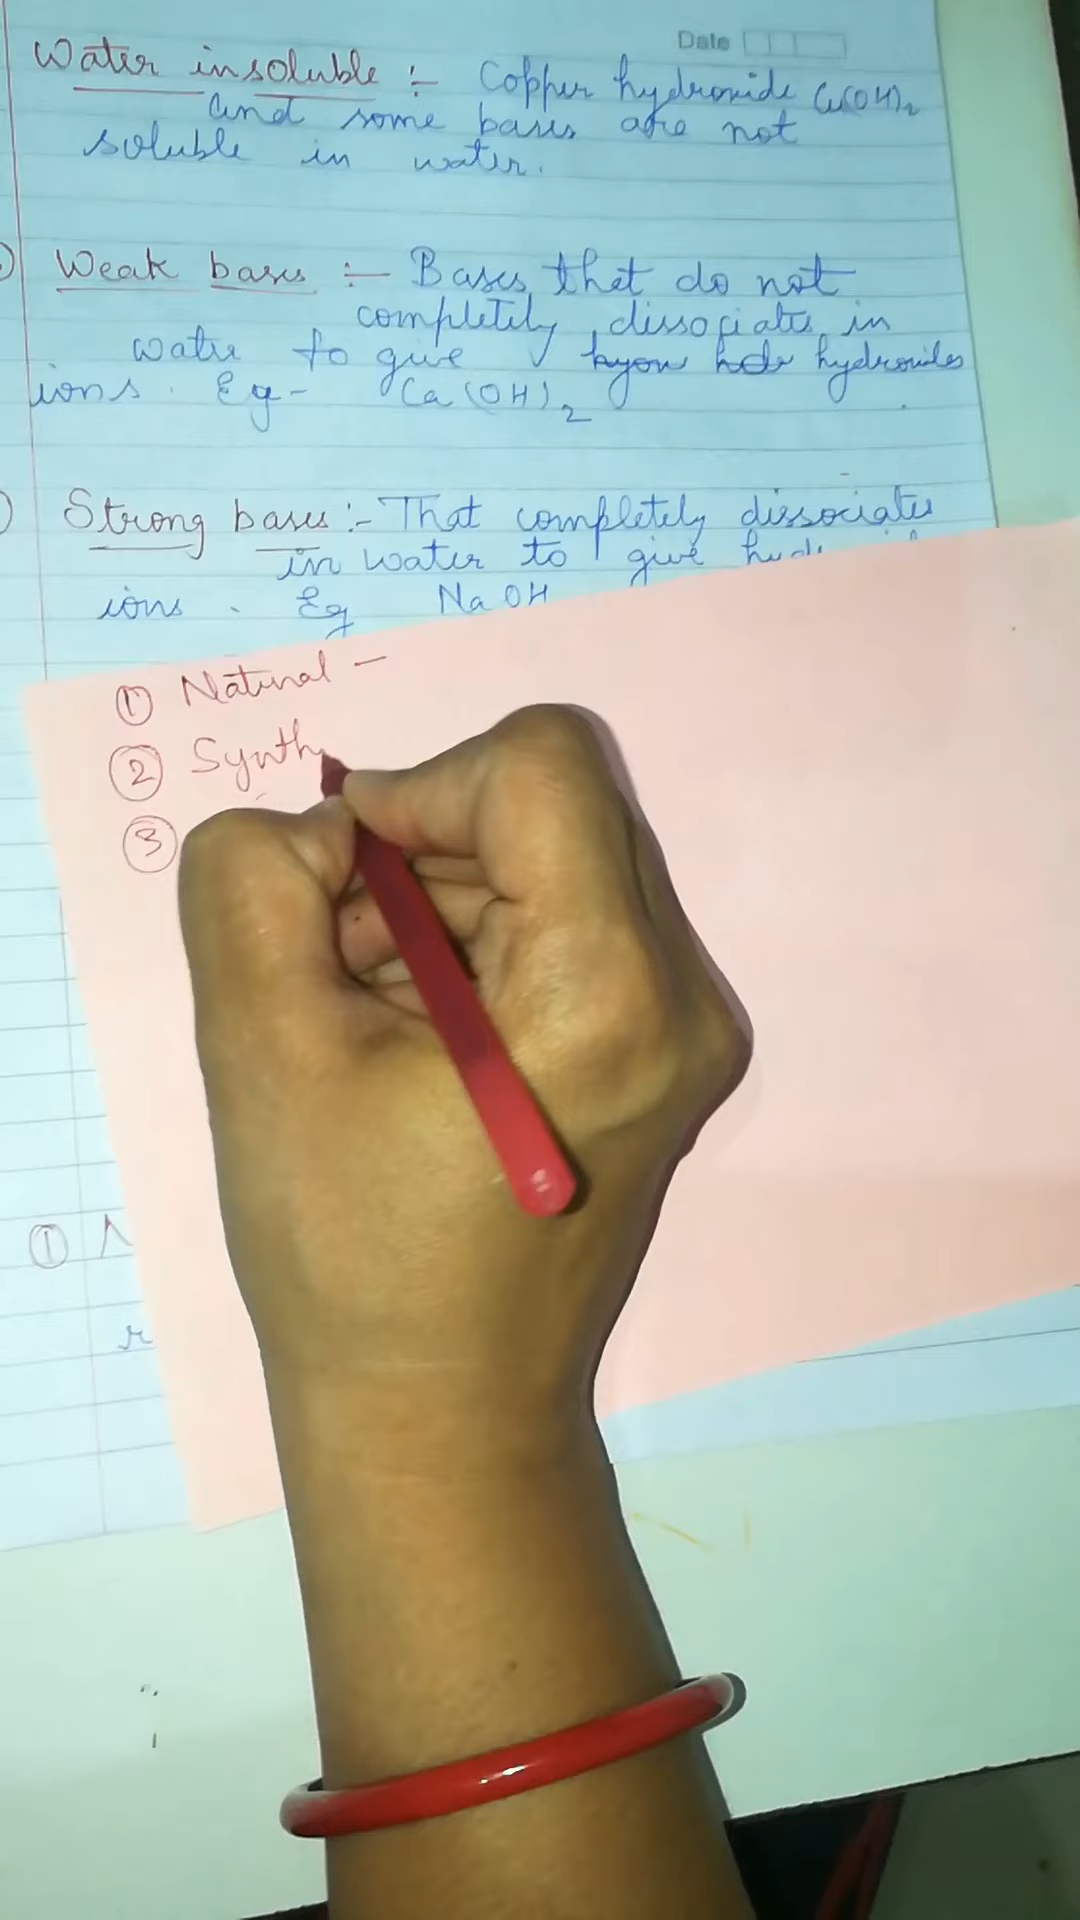 Date
Water insoluble :- Copper hydroxide Cu(OH)2
and some bases are not
soluble in water.
Weak bases :- Bases that do not
completely dissociates in
water to give hydroxides
ions. Eg- Ca(OH)2
Strong bases :- That completely dissociates
in water to give
ions. Eg NaOH
① Natural -
② Synth
③
①